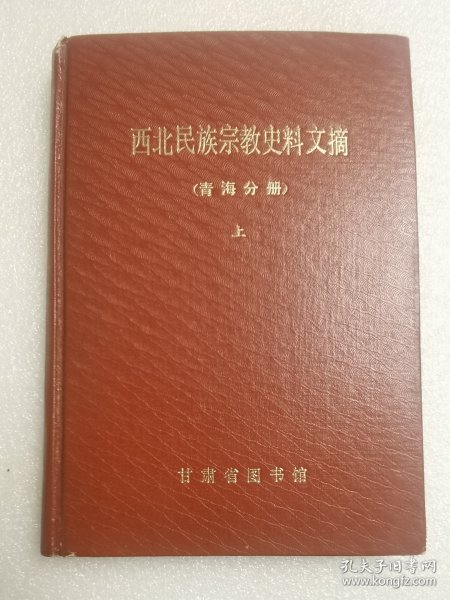 西北民族宗教史料文摘
(青海分册)
上
甘肃省图书馆
孔夫子旧书网
www.kongfz.com